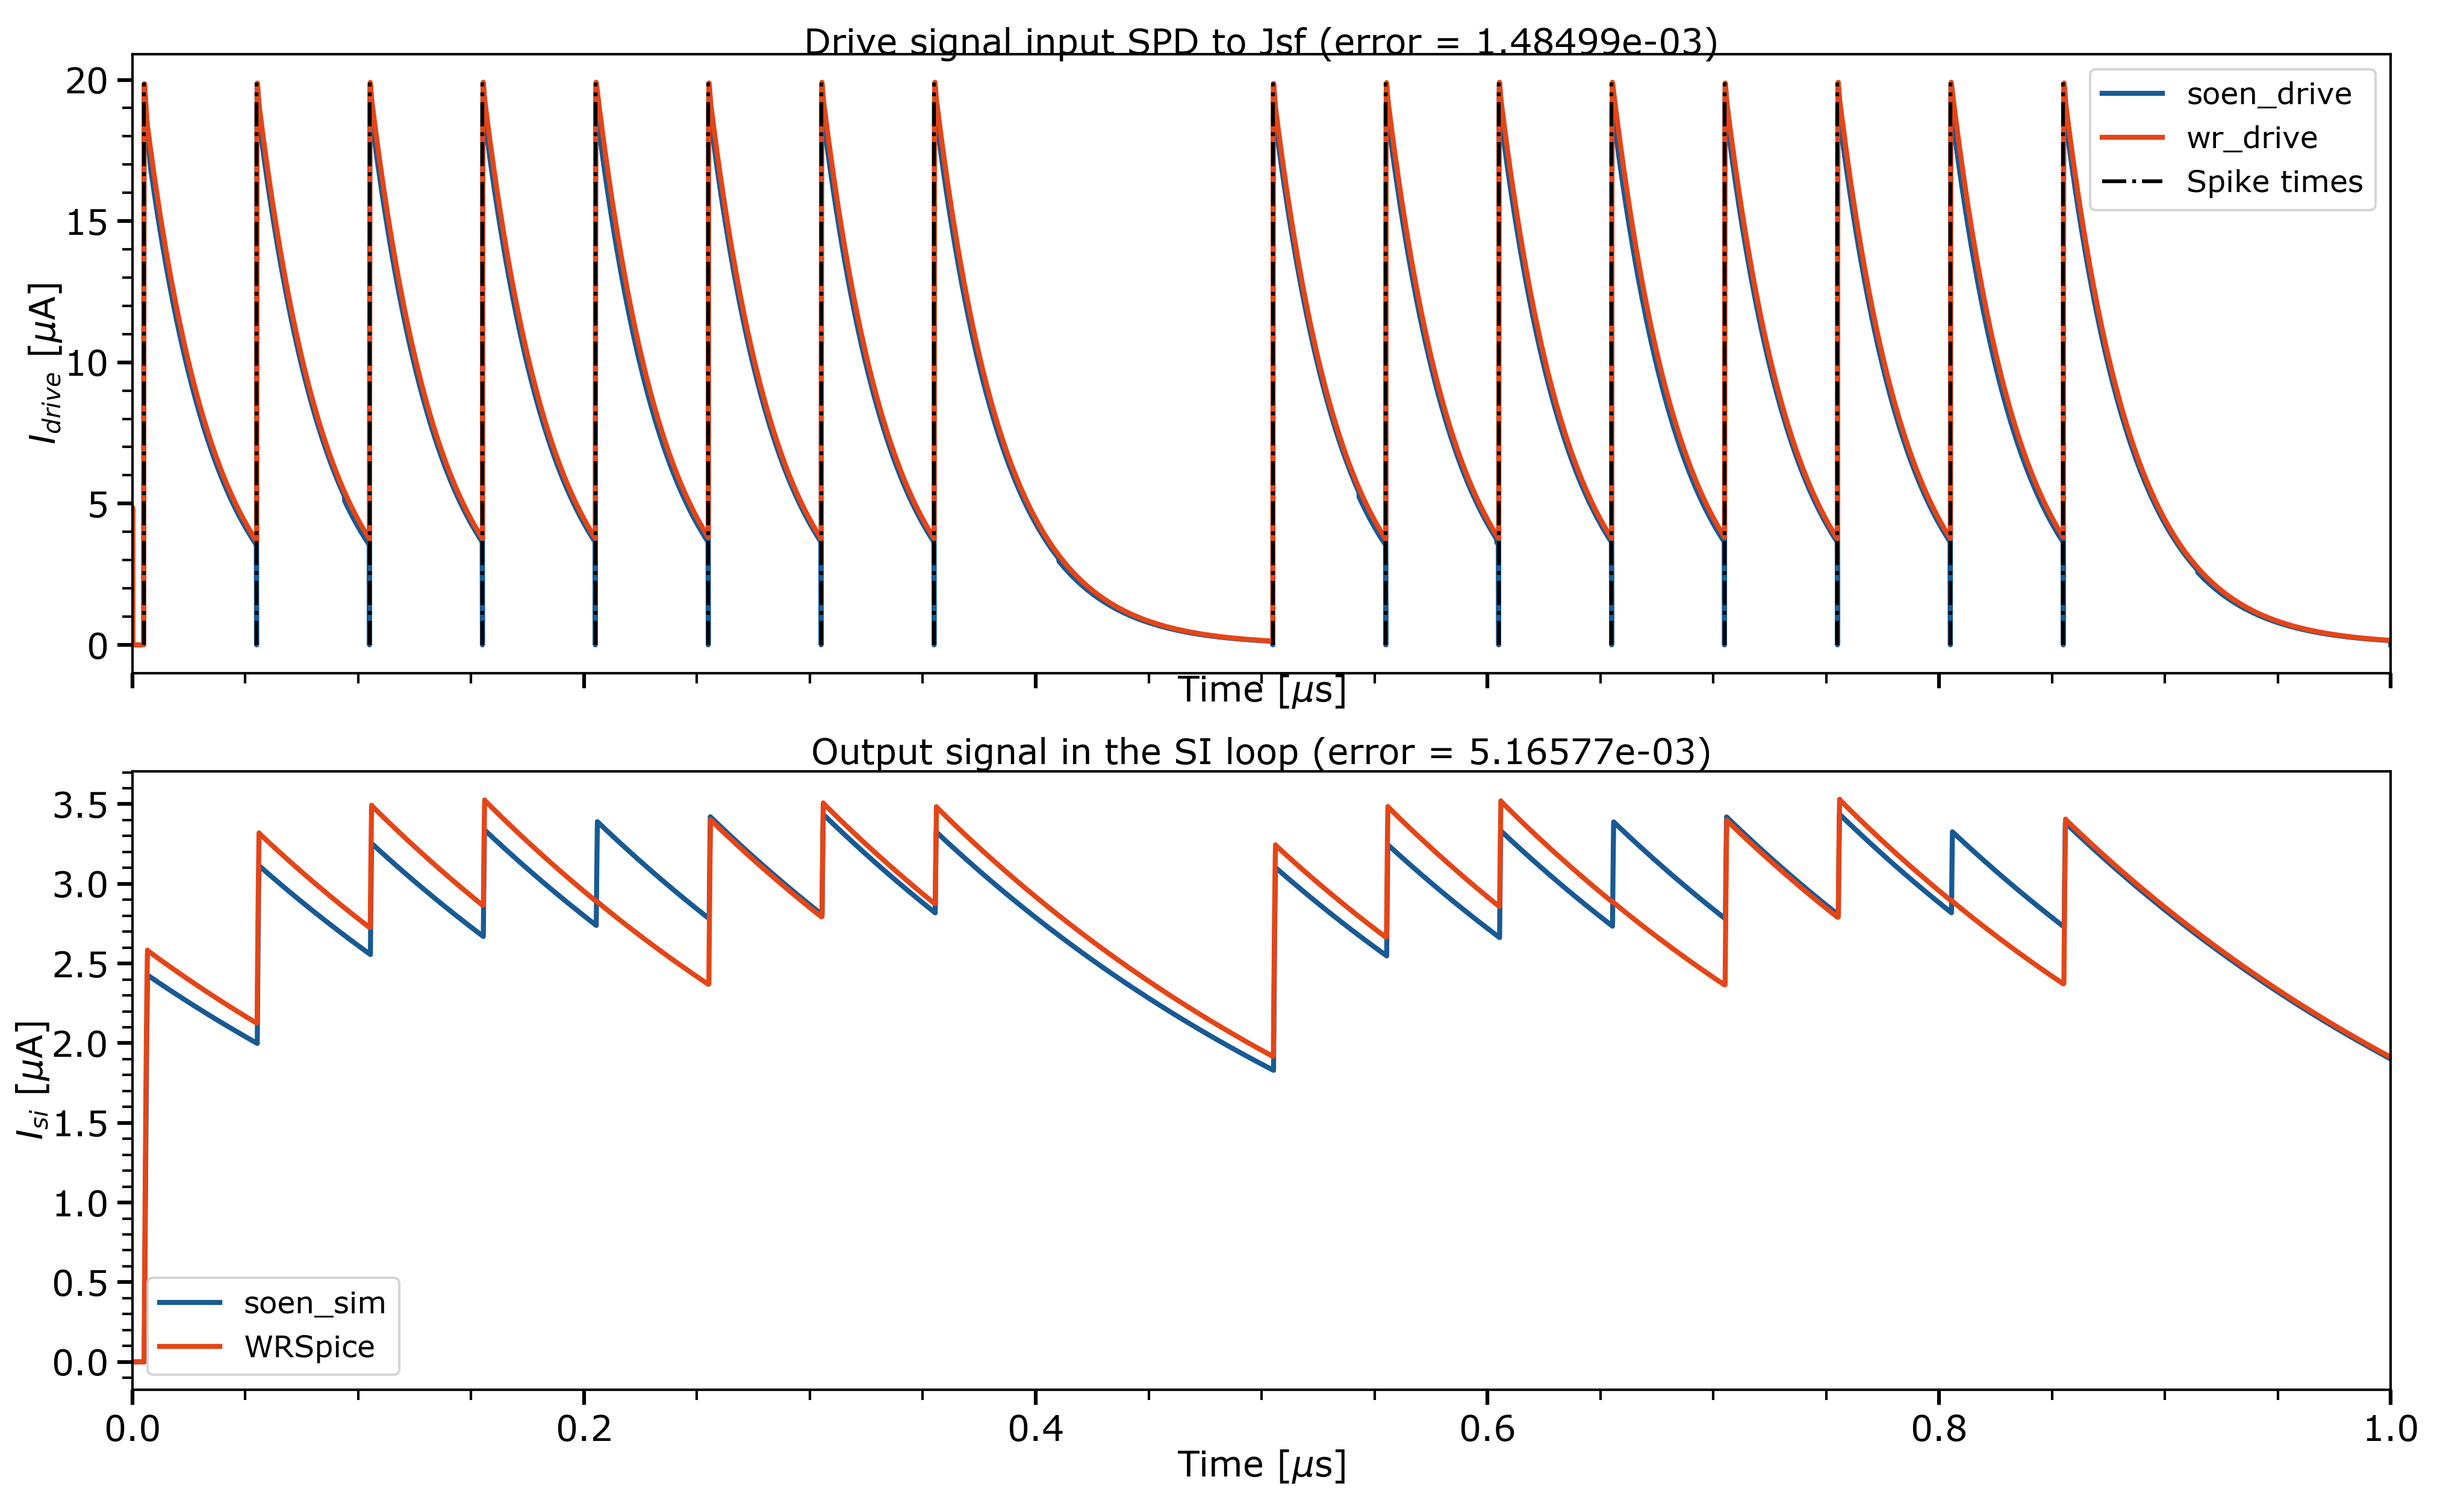 Drive signal input SPD to Jsf (error = 1.48499e-03)
20
15
10
5
0
I_drive [μA]
soen_drive
wr_drive
Spike times
Time [μs]
Output signal in the SI loop (error = 5.16577e-03)
3.5
3.0
2.5
2.0
1.5
1.0
0.5
0.0
I_si [μA]
soen_sim
WRSpice
0.0 0.2 0.4 0.6 0.8 1.0
Time [μs]